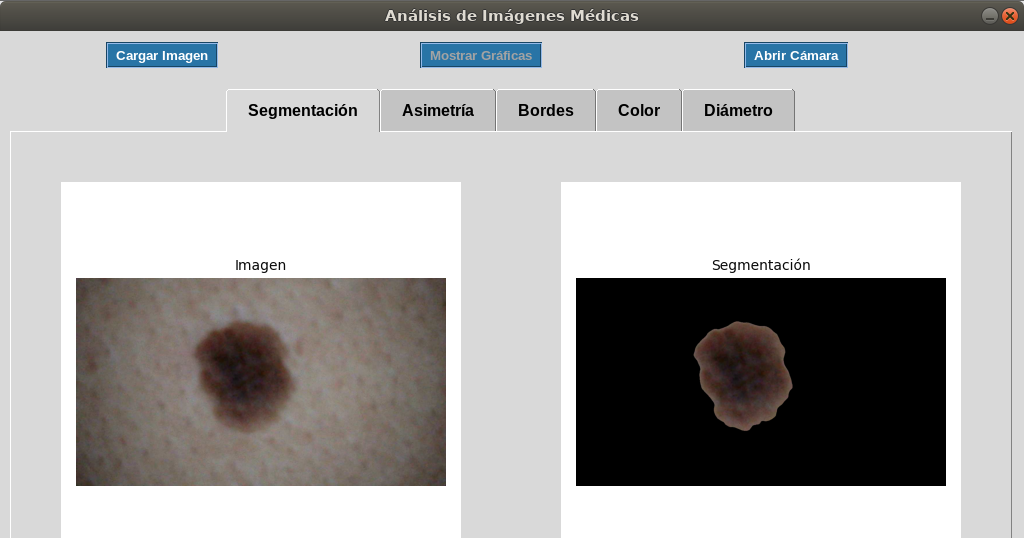 Análisis de Imágenes Médicas
Cargar Imagen
Mostrar Gráficas
Abrir Cámara
Segmentación
Asimetría
Bordes
Color
Diámetro
Imagen
Segmentación